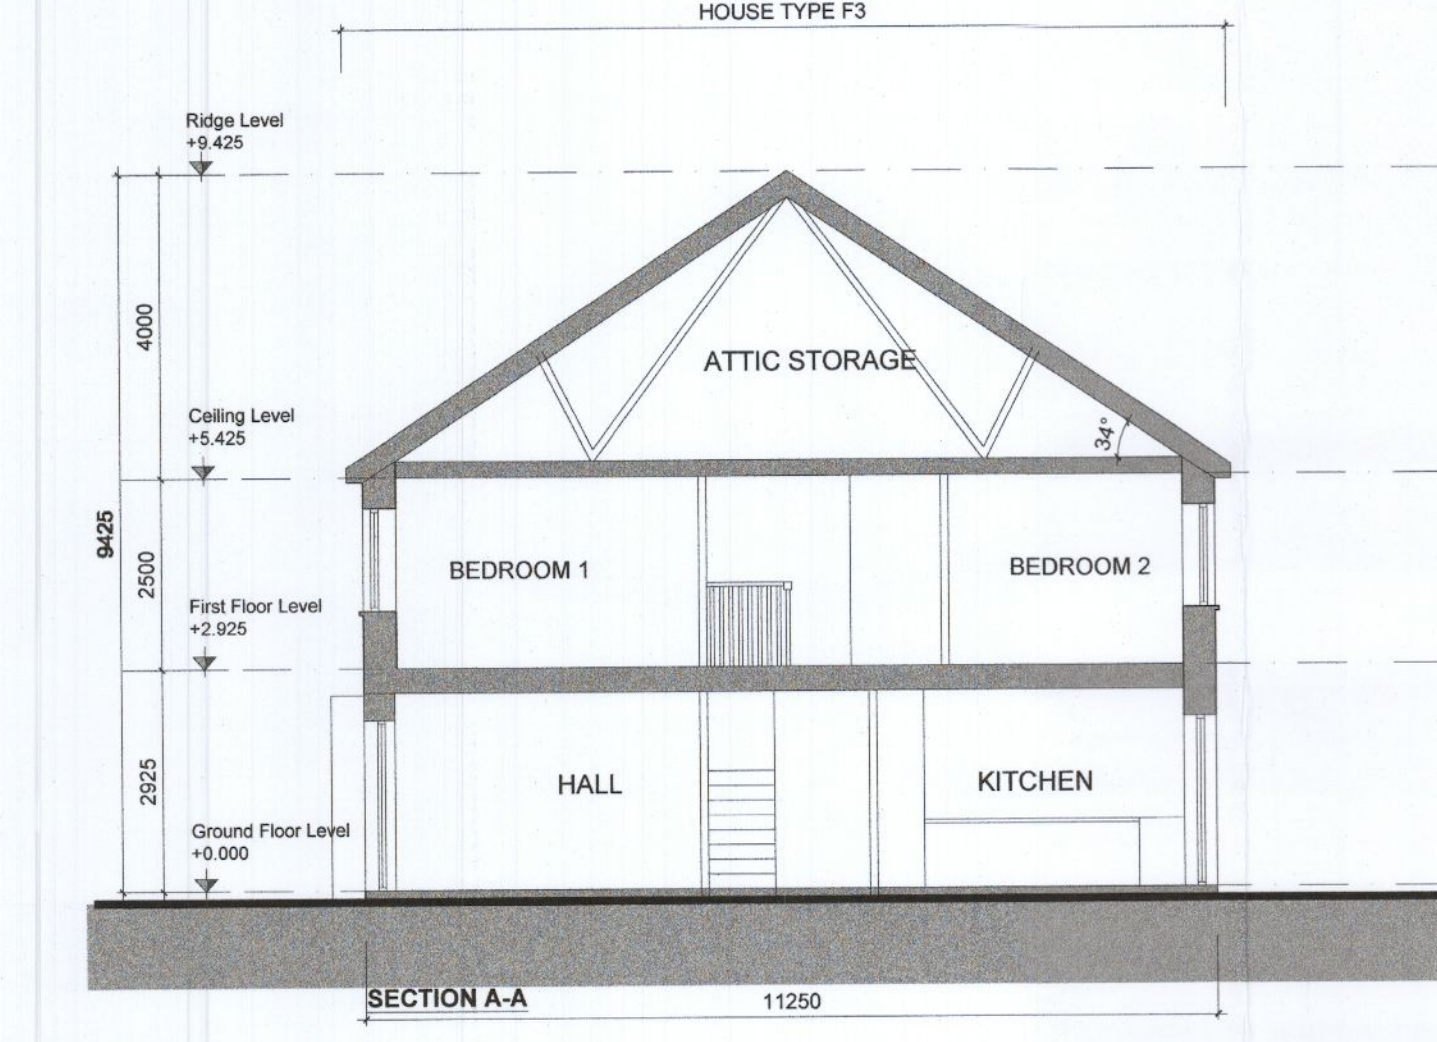 HOUSE TYPE F3
Ridge Level
+9.425
4000
ATTIC STORAGE
34°
Ceiling Level
+5.425
9425
2500
BEDROOM 1
BEDROOM 2
First Floor Level
+2.925
2925
HALL
KITCHEN
Ground Floor Level
+0.000
SECTION A-A
11250